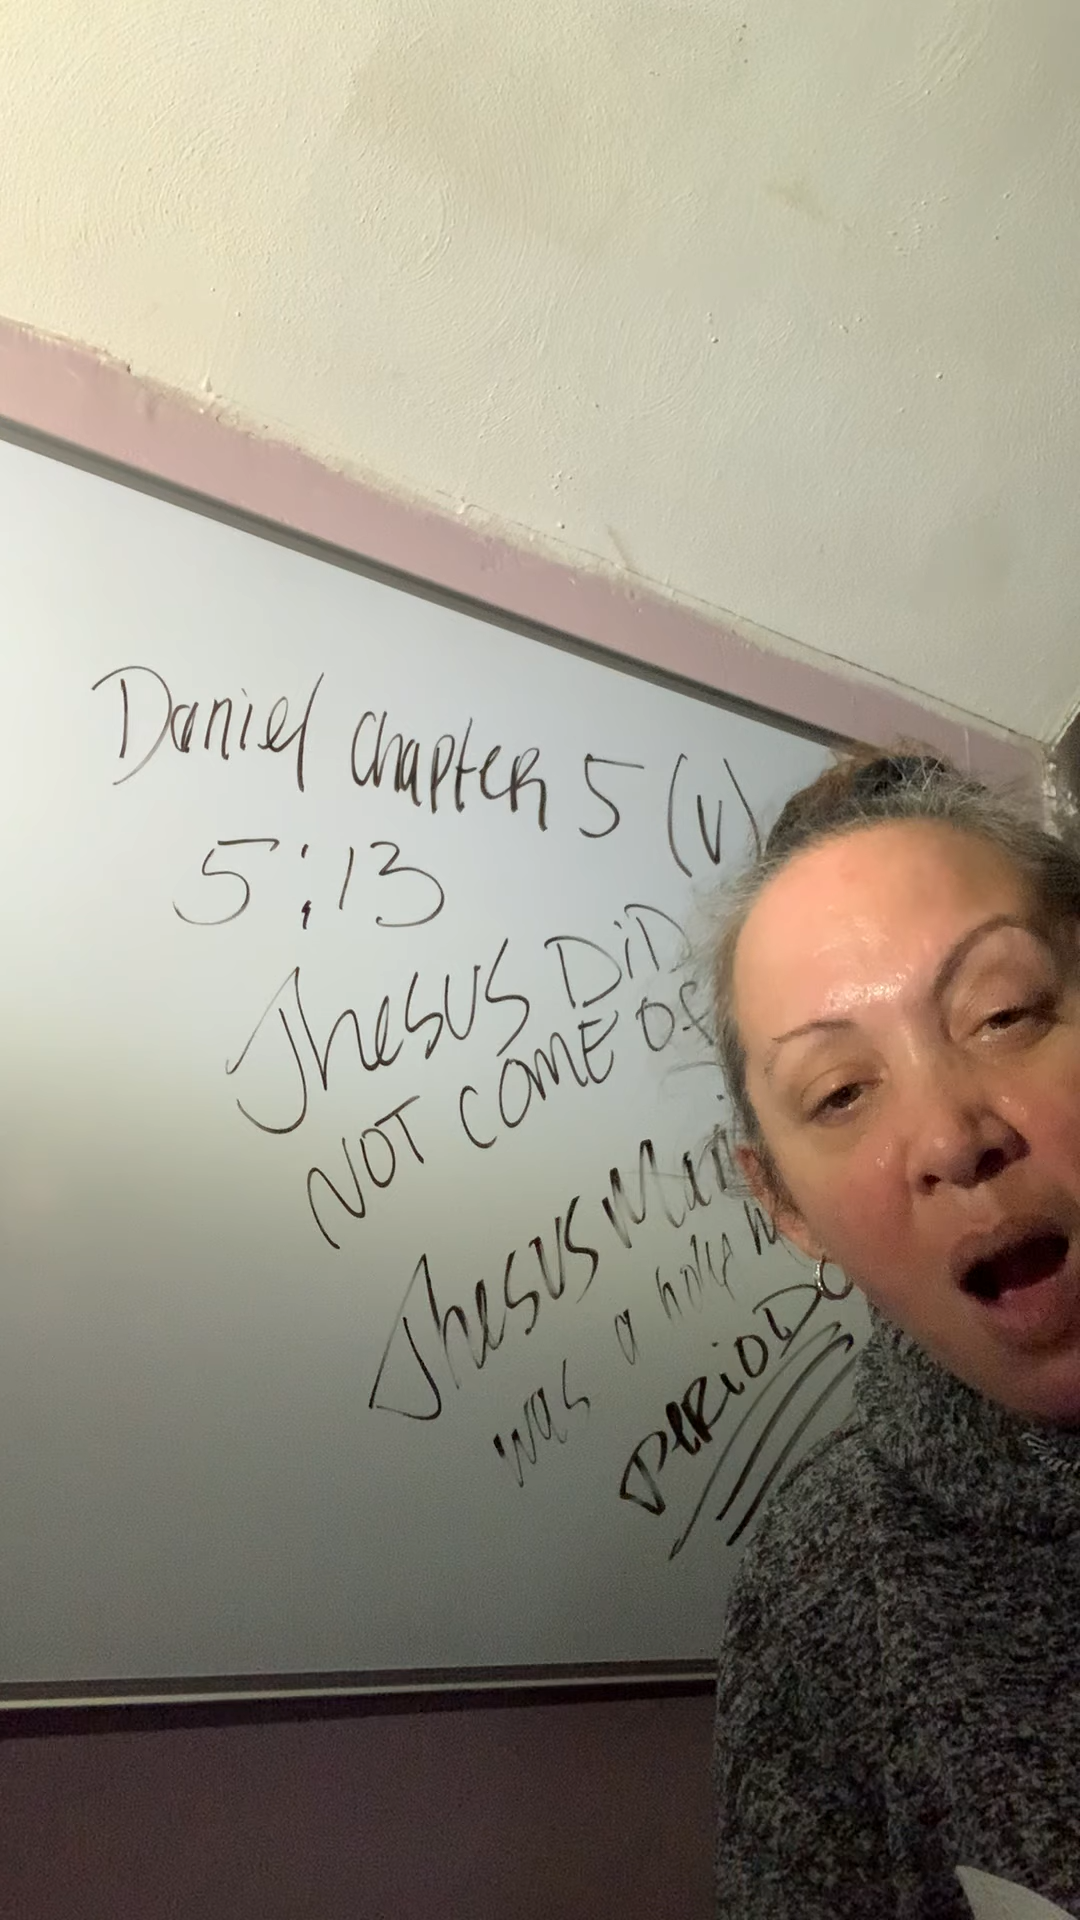 Daniel Chapter 5 (v)
5:13
Jhesus DiD
NOT COME OF
Jhesus
was a holy
PERIOD